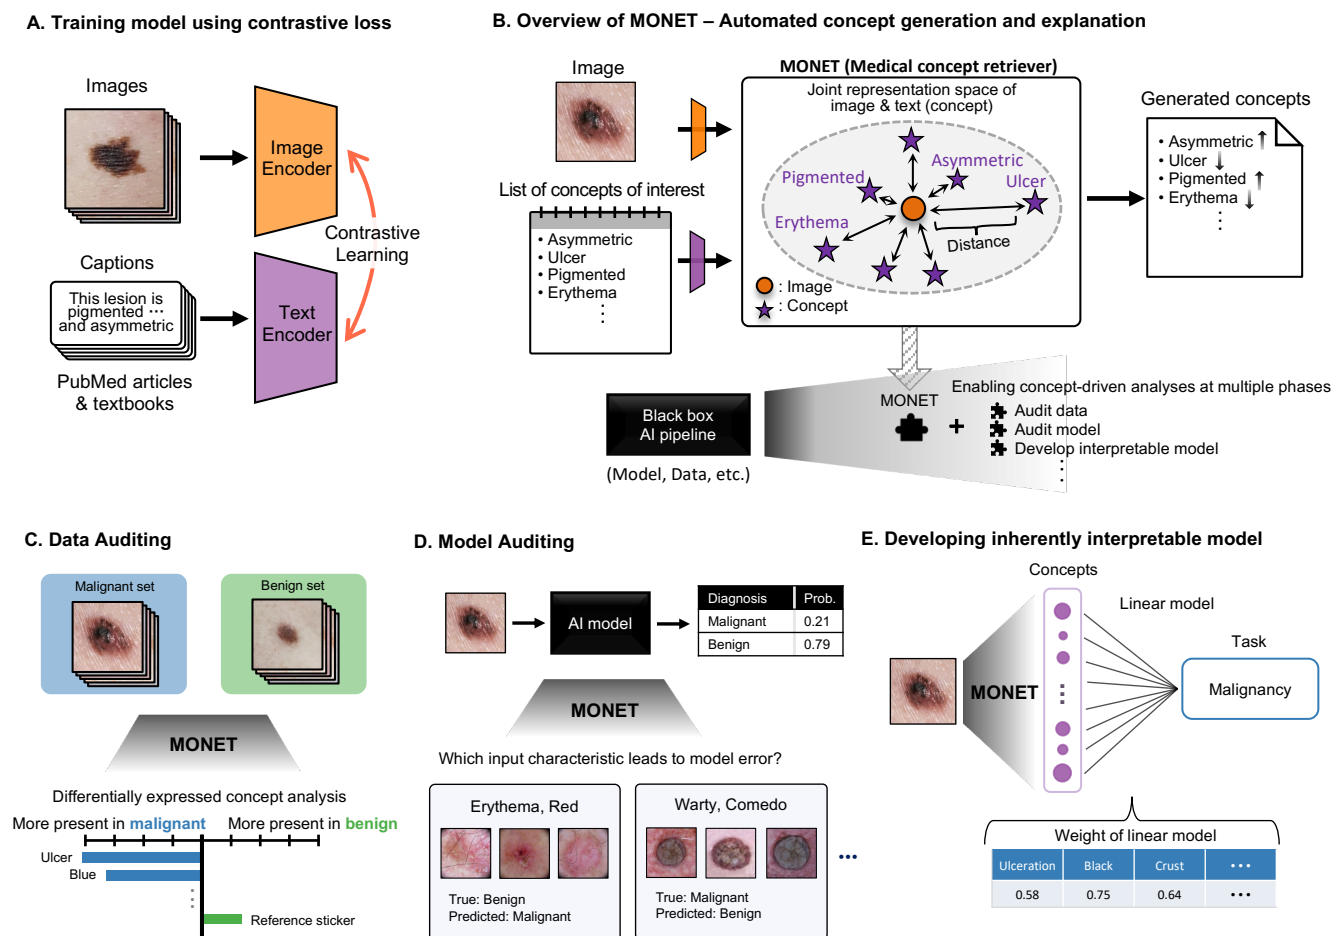 A. Training model using contrastive loss
Images
Image
Encoder
Contrastive
Learning
Captions
This lesion is
pigmented ···
and asymmetric
Text
Encoder
PubMed articles
& textbooks
B. Overview of MONET – Automated concept generation and explanation
Image
List of concepts of interest
• Asymmetric
• Ulcer
• Pigmented
• Erythema
⋮
MONET (Medical concept retriever)
Joint representation space of
image & text (concept)
Asymmetric
Pigmented
Ulcer
Erythema
Distance
: Image
: Concept
Generated concepts
• Asymmetric ↑
• Ulcer ↓
• Pigmented ↑
• Erythema ↓
⋮
Black box
AI pipeline
(Model, Data, etc.)
MONET
+
Enabling concept-driven analyses at multiple phases
Audit data
Audit model
Develop interpretable model
⋮
C. Data Auditing
Malignant set
Benign set
MONET
Differentially expressed concept analysis
More present in malignant
More present in benign
Ulcer
Blue
⋮
Reference sticker
D. Model Auditing
AI model
Diagnosis Prob.
Malignant 0.21
Benign 0.79
MONET
Which input characteristic leads to model error?
Erythema, Red
True: Benign
Predicted: Malignant
Warty, Comedo
True: Malignant
Predicted: Benign
•••
E. Developing inherently interpretable model
Concepts
Linear model
Task
MONET
⋮
Malignancy
Weight of linear model
Ulceration Black Crust •••
0.58 0.75 0.64 •••